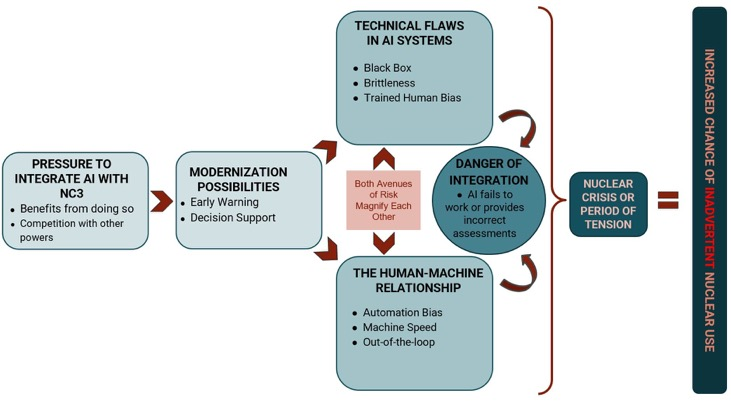 PRESSURE TO
INTEGRATE AI WITH
NC3
● Benefits from doing so
● Competition with other
powers
MODERNIZATION
POSSIBILITIES
● Early Warning
● Decision Support
TECHNICAL FLAWS
IN AI SYSTEMS
● Black Box
● Brittleness
● Trained Human Bias
Both Avenues
of Risk
Magnify Each
Other
THE HUMAN-MACHINE
RELATIONSHIP
● Automation Bias
● Machine Speed
● Out-of-the-loop
DANGER OF
INTEGRATION
● AI fails to
work or provides
incorrect
assessments
NUCLEAR
CRISIS OR
PERIOD OF
TENSION
=
INCREASED CHANCE OF INADVERTENT NUCLEAR USE